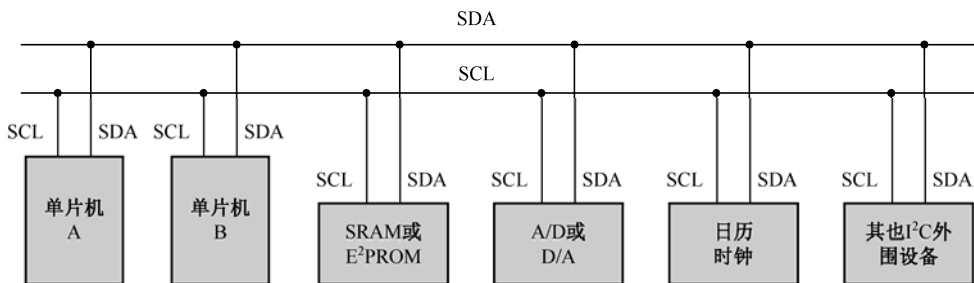 SDA
SCL
SCL SDA SCL SDA
SCL SDA SCL SDA SCL SDA SCL SDA
单片机
A
单片机
B
SRAM或
E²PROM
A/D或
D/A
日历
时钟
其他I²C外
围设备